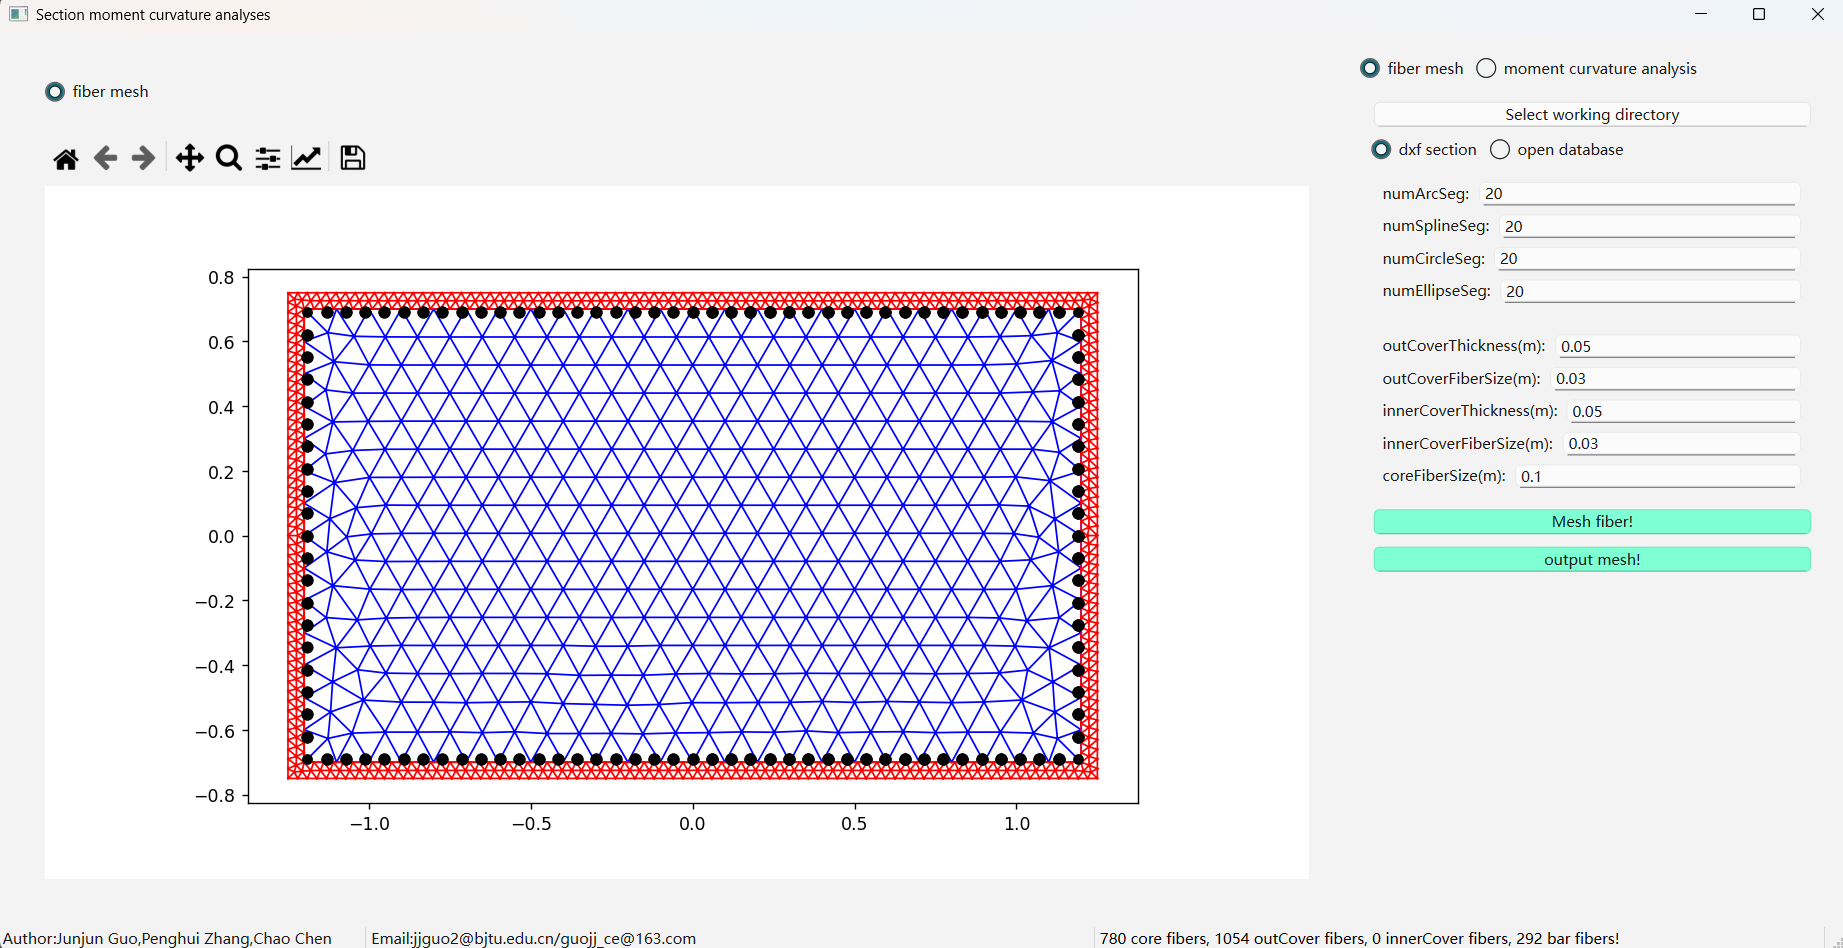 Section moment curvature analyses
fiber mesh
fiber mesh moment curvature analysis
Select working directory
dxf section open database
numArcSeg: 20
numSplineSeg: 20
numCircleSeg: 20
numEllipseSeg: 20
outCoverThickness(m): 0.05
outCoverFiberSize(m): 0.03
innerCoverThickness(m): 0.05
innerCoverFiberSize(m): 0.03
coreFiberSize(m): 0.1
Mesh fiber!
output mesh!
0.8
0.6
0.4
0.2
0.0
−0.2
−0.4
−0.6
−0.8
−1.0 −0.5 0.0 0.5 1.0
Author:Junjun Guo,Penghui Zhang,Chao Chen Email:jjguo2@bjtu.edu.cn/guojj_ce@163.com 780 core fibers, 1054 outCover fibers, 0 innerCover fibers, 292 bar fibers!